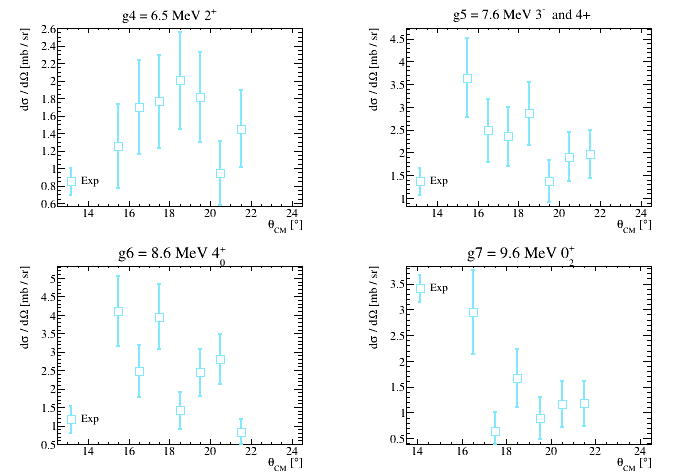 g4 = 6.5 MeV 2⁺
dσ / dΩ [mb / sr]
2.6
2.4
2.2
2
1.8
1.6
1.4
1.2
1
0.8
0.6
Exp
14 16 18 20 22 24
θ_CM [°]
g5 = 7.6 MeV 3⁻ and 4+
dσ / dΩ [mb / sr]
4.5
4
3.5
3
2.5
2
1.5
1
Exp
14 16 18 20 22 24
θ_CM [°]
g6 = 8.6 MeV 4⁺₀
dσ / dΩ [mb / sr]
5
4.5
4
3.5
3
2.5
2
1.5
1
0.5
Exp
14 16 18 20 22 24
θ_CM [°]
g7 = 9.6 MeV 0⁺₂
dσ / dΩ [mb / sr]
3.5
3
2.5
2
1.5
1
0.5
Exp
14 16 18 20 22 24
θ_CM [°]